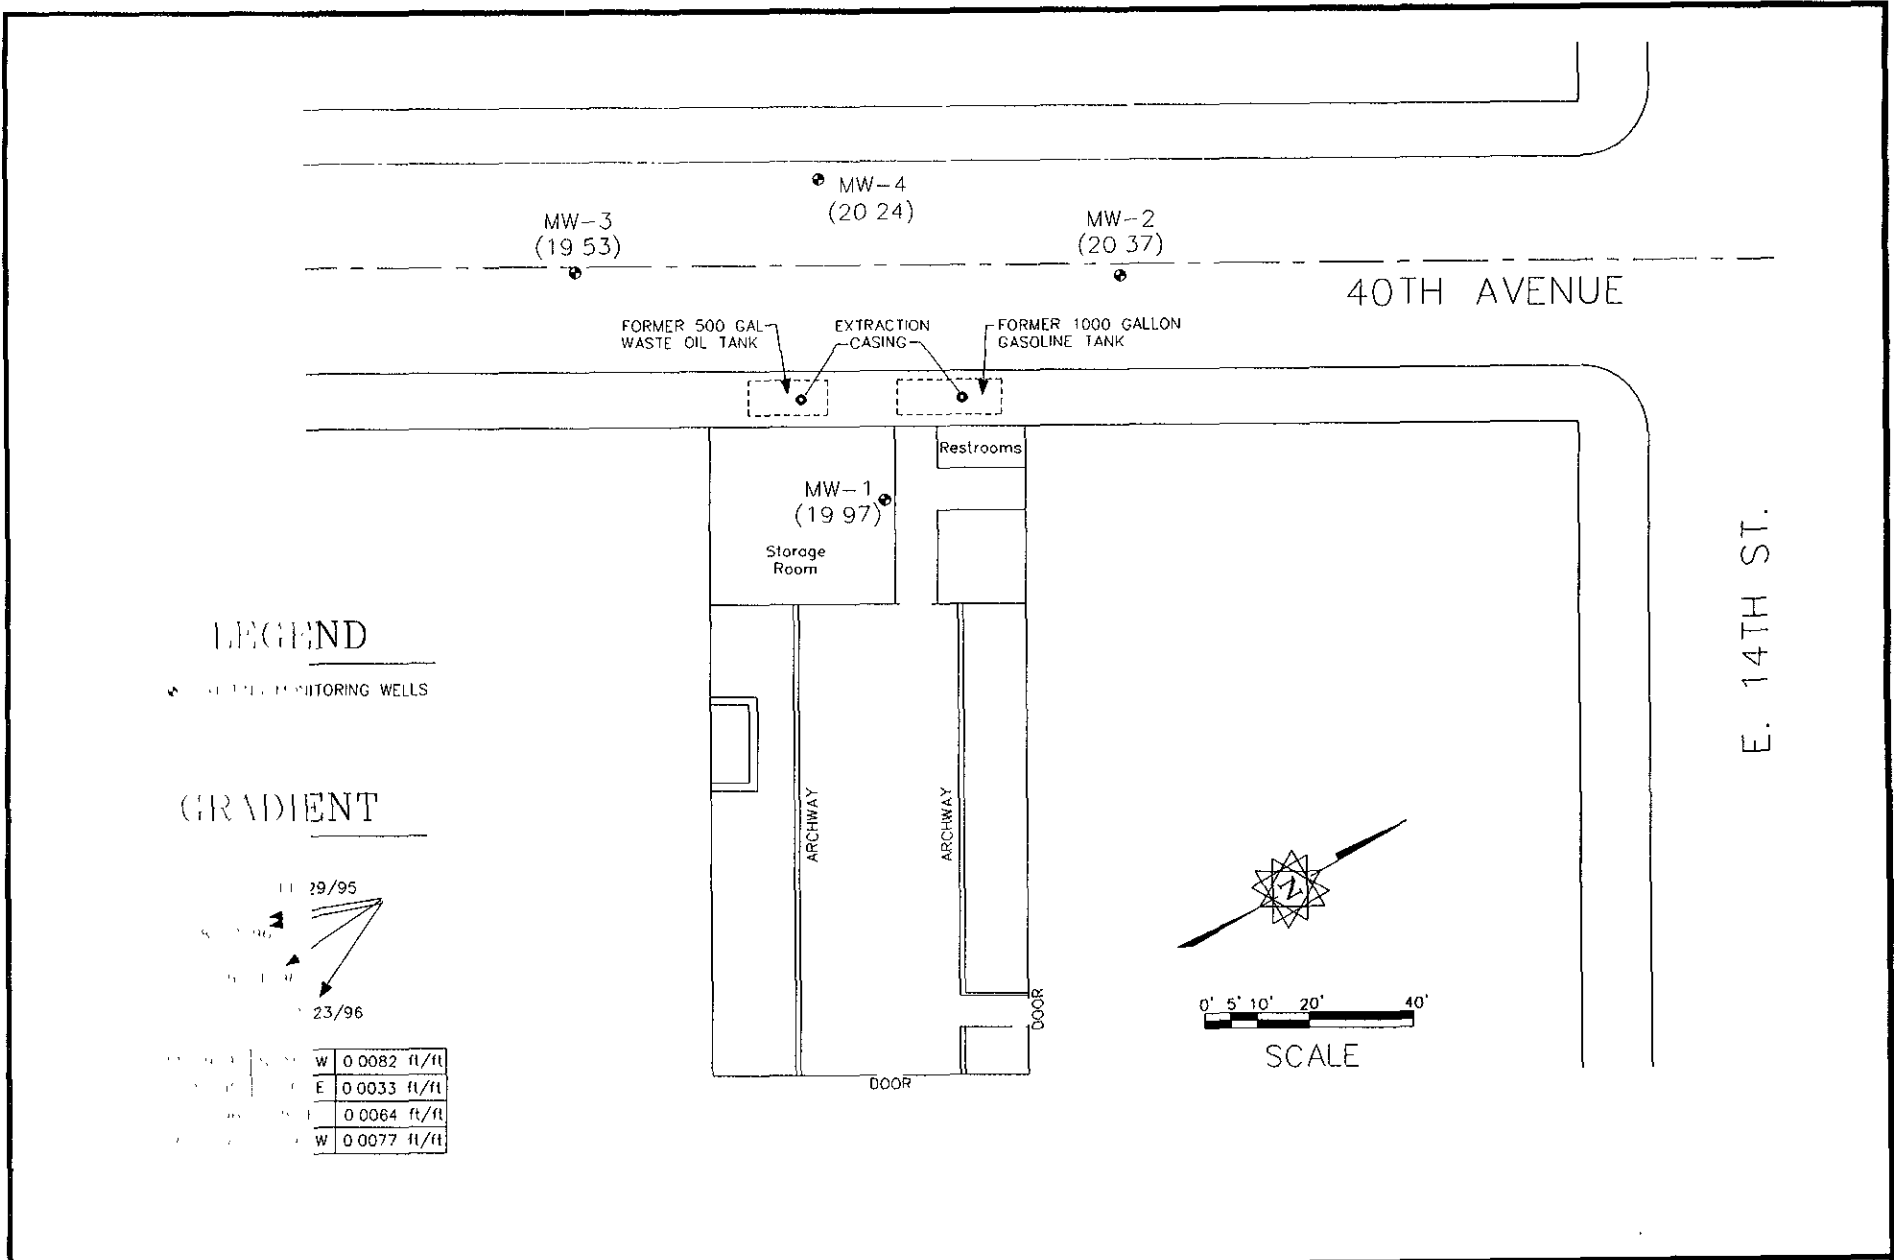 MW-4
(20 24)
MW-3
(19 53)
MW-2
(20 37)
40TH AVENUE
FORMER 500 GAL
WASTE OIL TANK
EXTRACTION
CASING
FORMER 1000 GALLON
GASOLINE TANK
Restrooms
MW-1
(19 97)
Storage
Room
E. 14TH ST.
LEGEND
MONITORING WELLS
GRADIENT
29/95
96
23/96
W 0 0082 ft/ft
E 0 0033 ft/ft
0 0064 ft/ft
W 0 0077 ft/ft
ARCHWAY
ARCHWAY
DOOR
DOOR
N
0' 5' 10' 20' 40'
SCALE